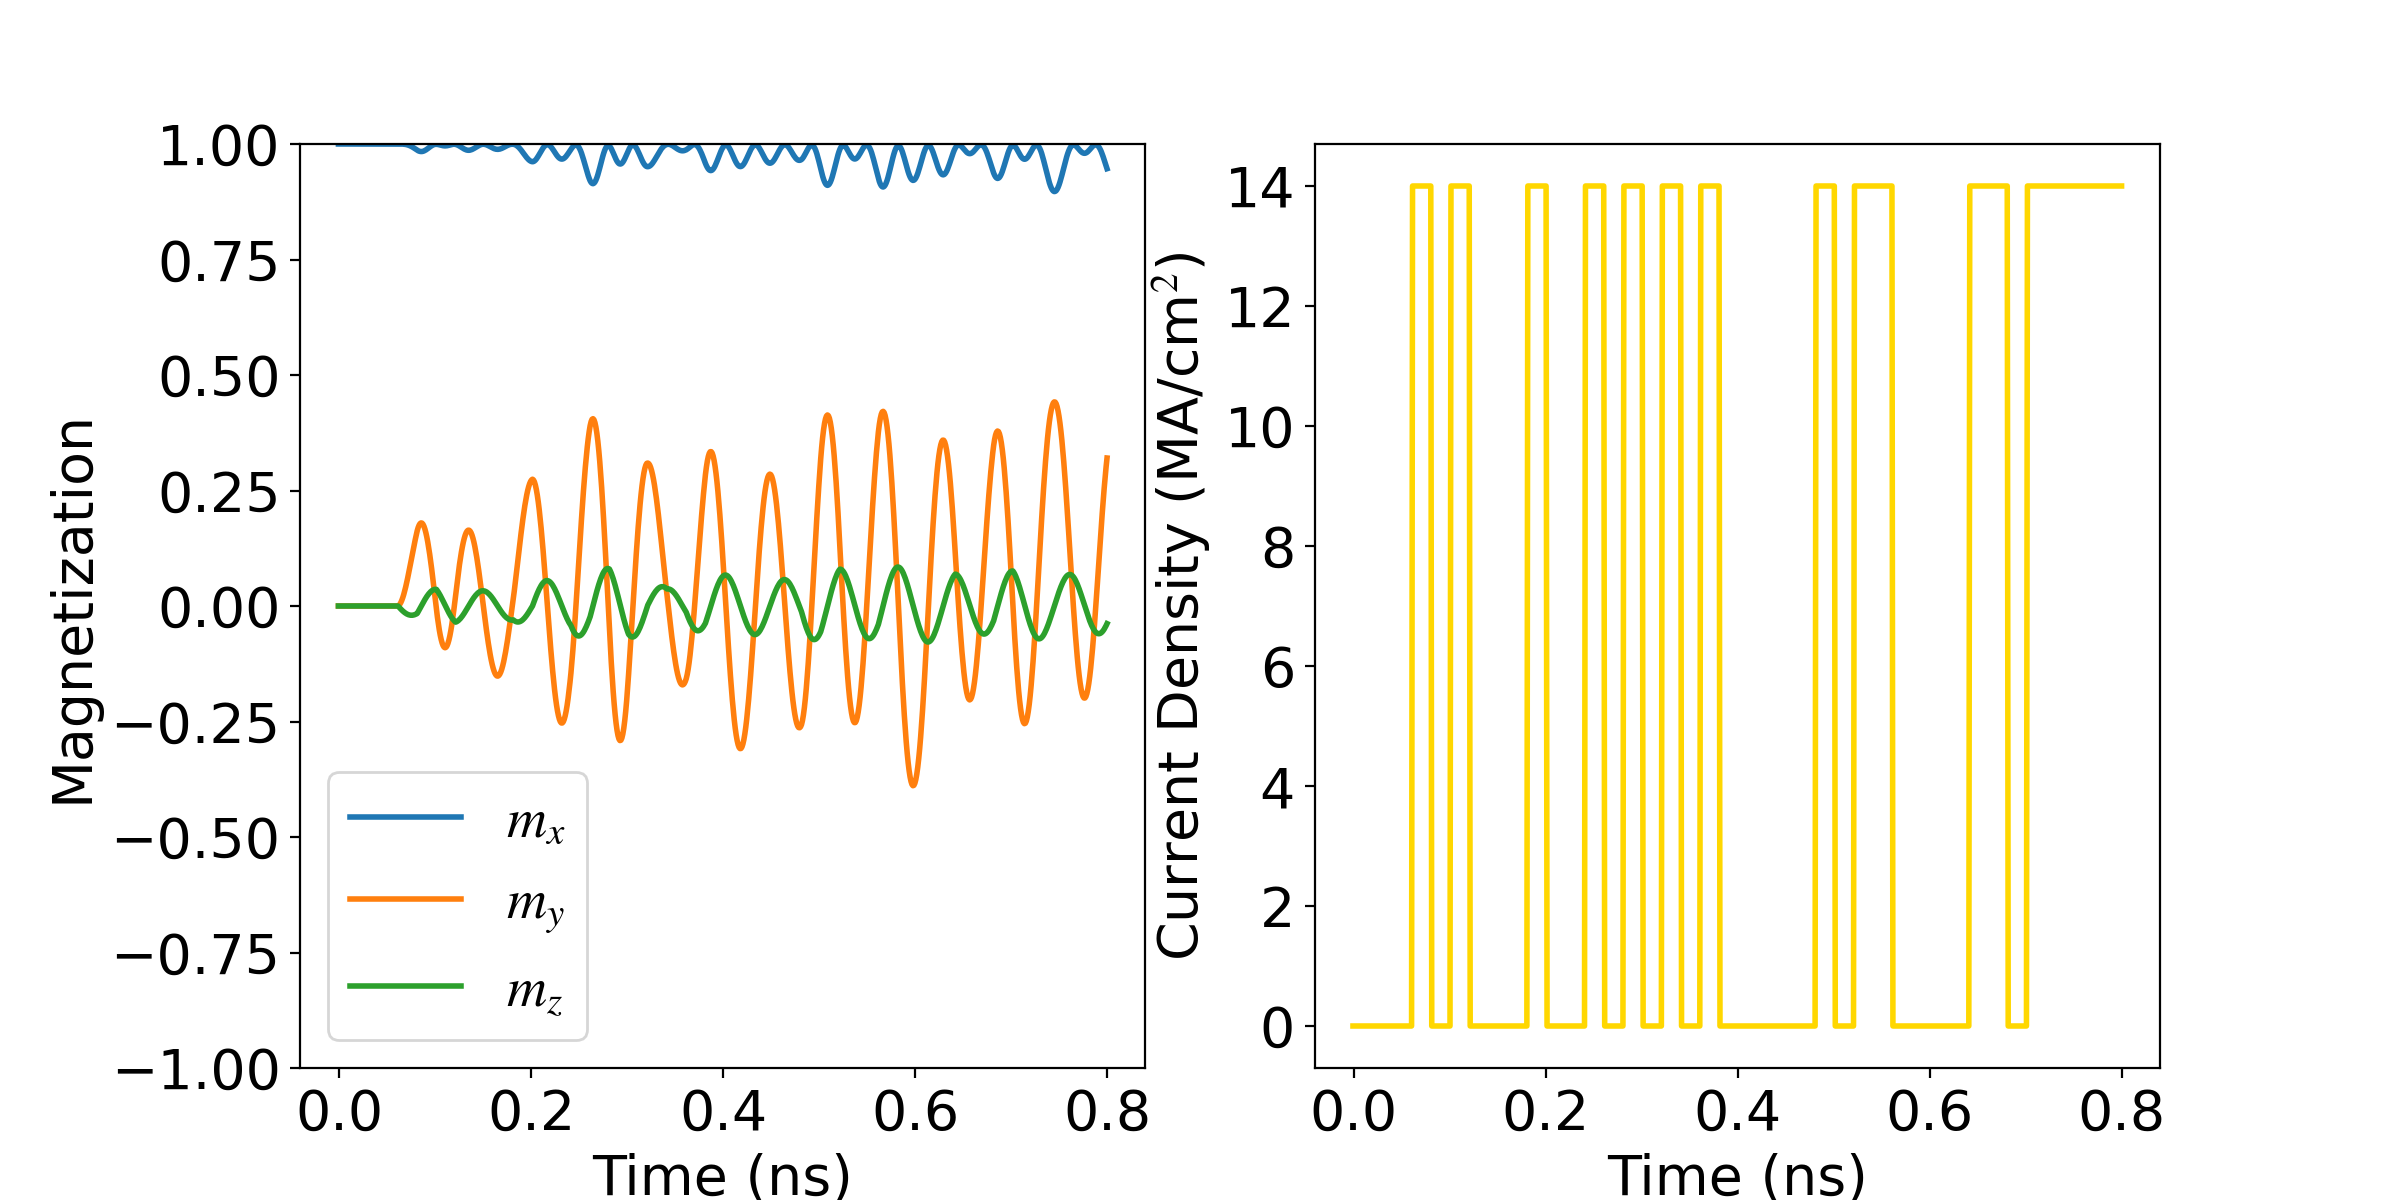 1.00
0.75
0.50
0.25
0.00
−0.25
−0.50
−0.75
−1.00
Magnetization
m_x
m_y
m_z
0.0 0.2 0.4 0.6 0.8
Time (ns)
14
12
10
8
6
4
2
0
Current Density (MA/cm²)
0.0 0.2 0.4 0.6 0.8
Time (ns)